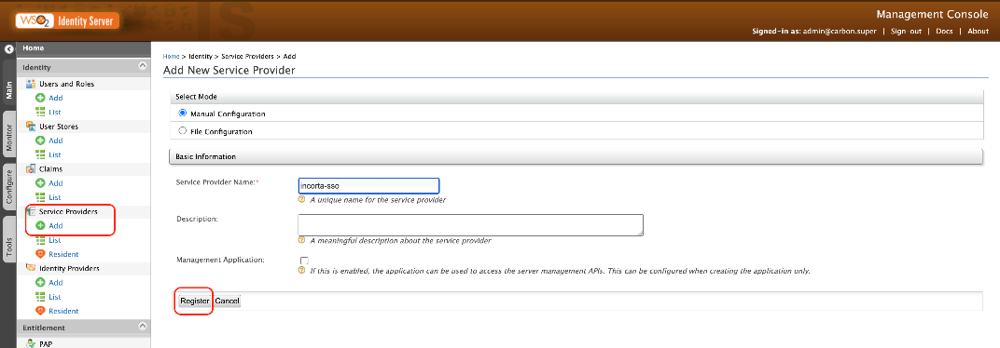 WSO2 Identity Server
Management Console
Signed-in as: admin@carbon.super | Sign-out | Docs | About
Main
Monitor
Configure
Tools
Home
Identity
Users and Roles
Add
List
User Stores
Add
List
Claims
Add
List
Service Providers
Add
List
Resident
Identity Providers
Add
List
Resident
Entitlement
PAP
Home > Identity > Service Providers > Add
Add New Service Provider
Select Mode
Manual Configuration
File Configuration
Basic Information
Service Provider Name:*
incorta-sso
A unique name for the service provider
Description:
A meaningful description about the service provider
Management Application:
If this is enabled, the application can be used to access the server management APIs. This can be configured when creating the application only.
Register Cancel